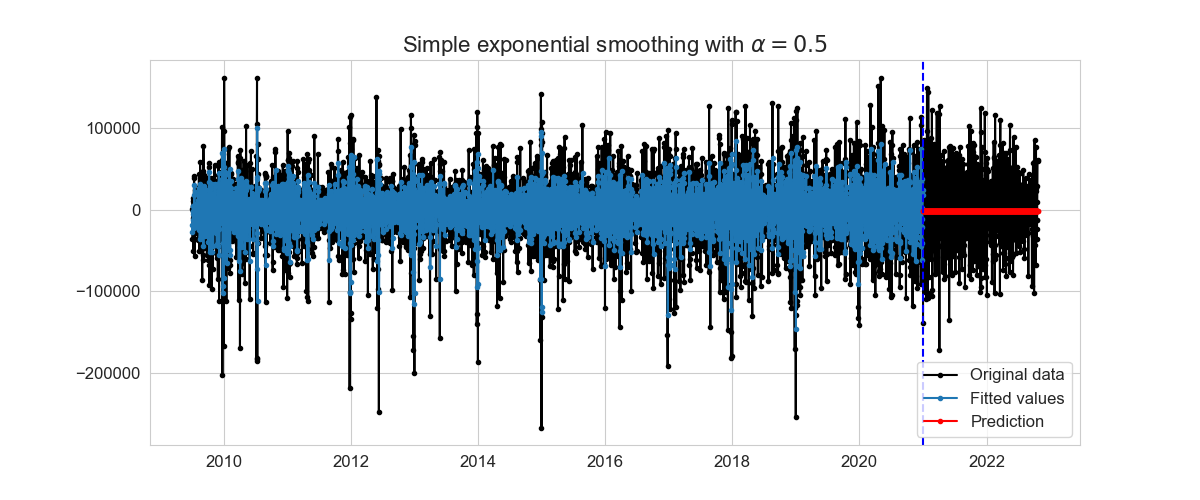 Simple exponential smoothing with α = 0.5
100000
0
−100000
−200000
2010 2012 2014 2016 2018 2020 2022
Original data
Fitted values
Prediction